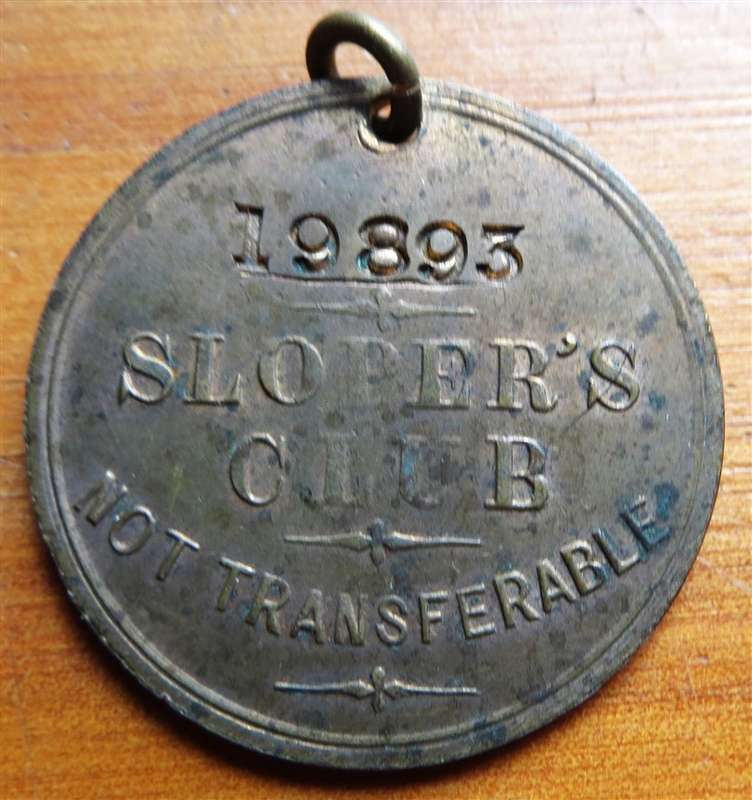 19893
SLOPER'S
CLUB
NOT TRANSFERABLE